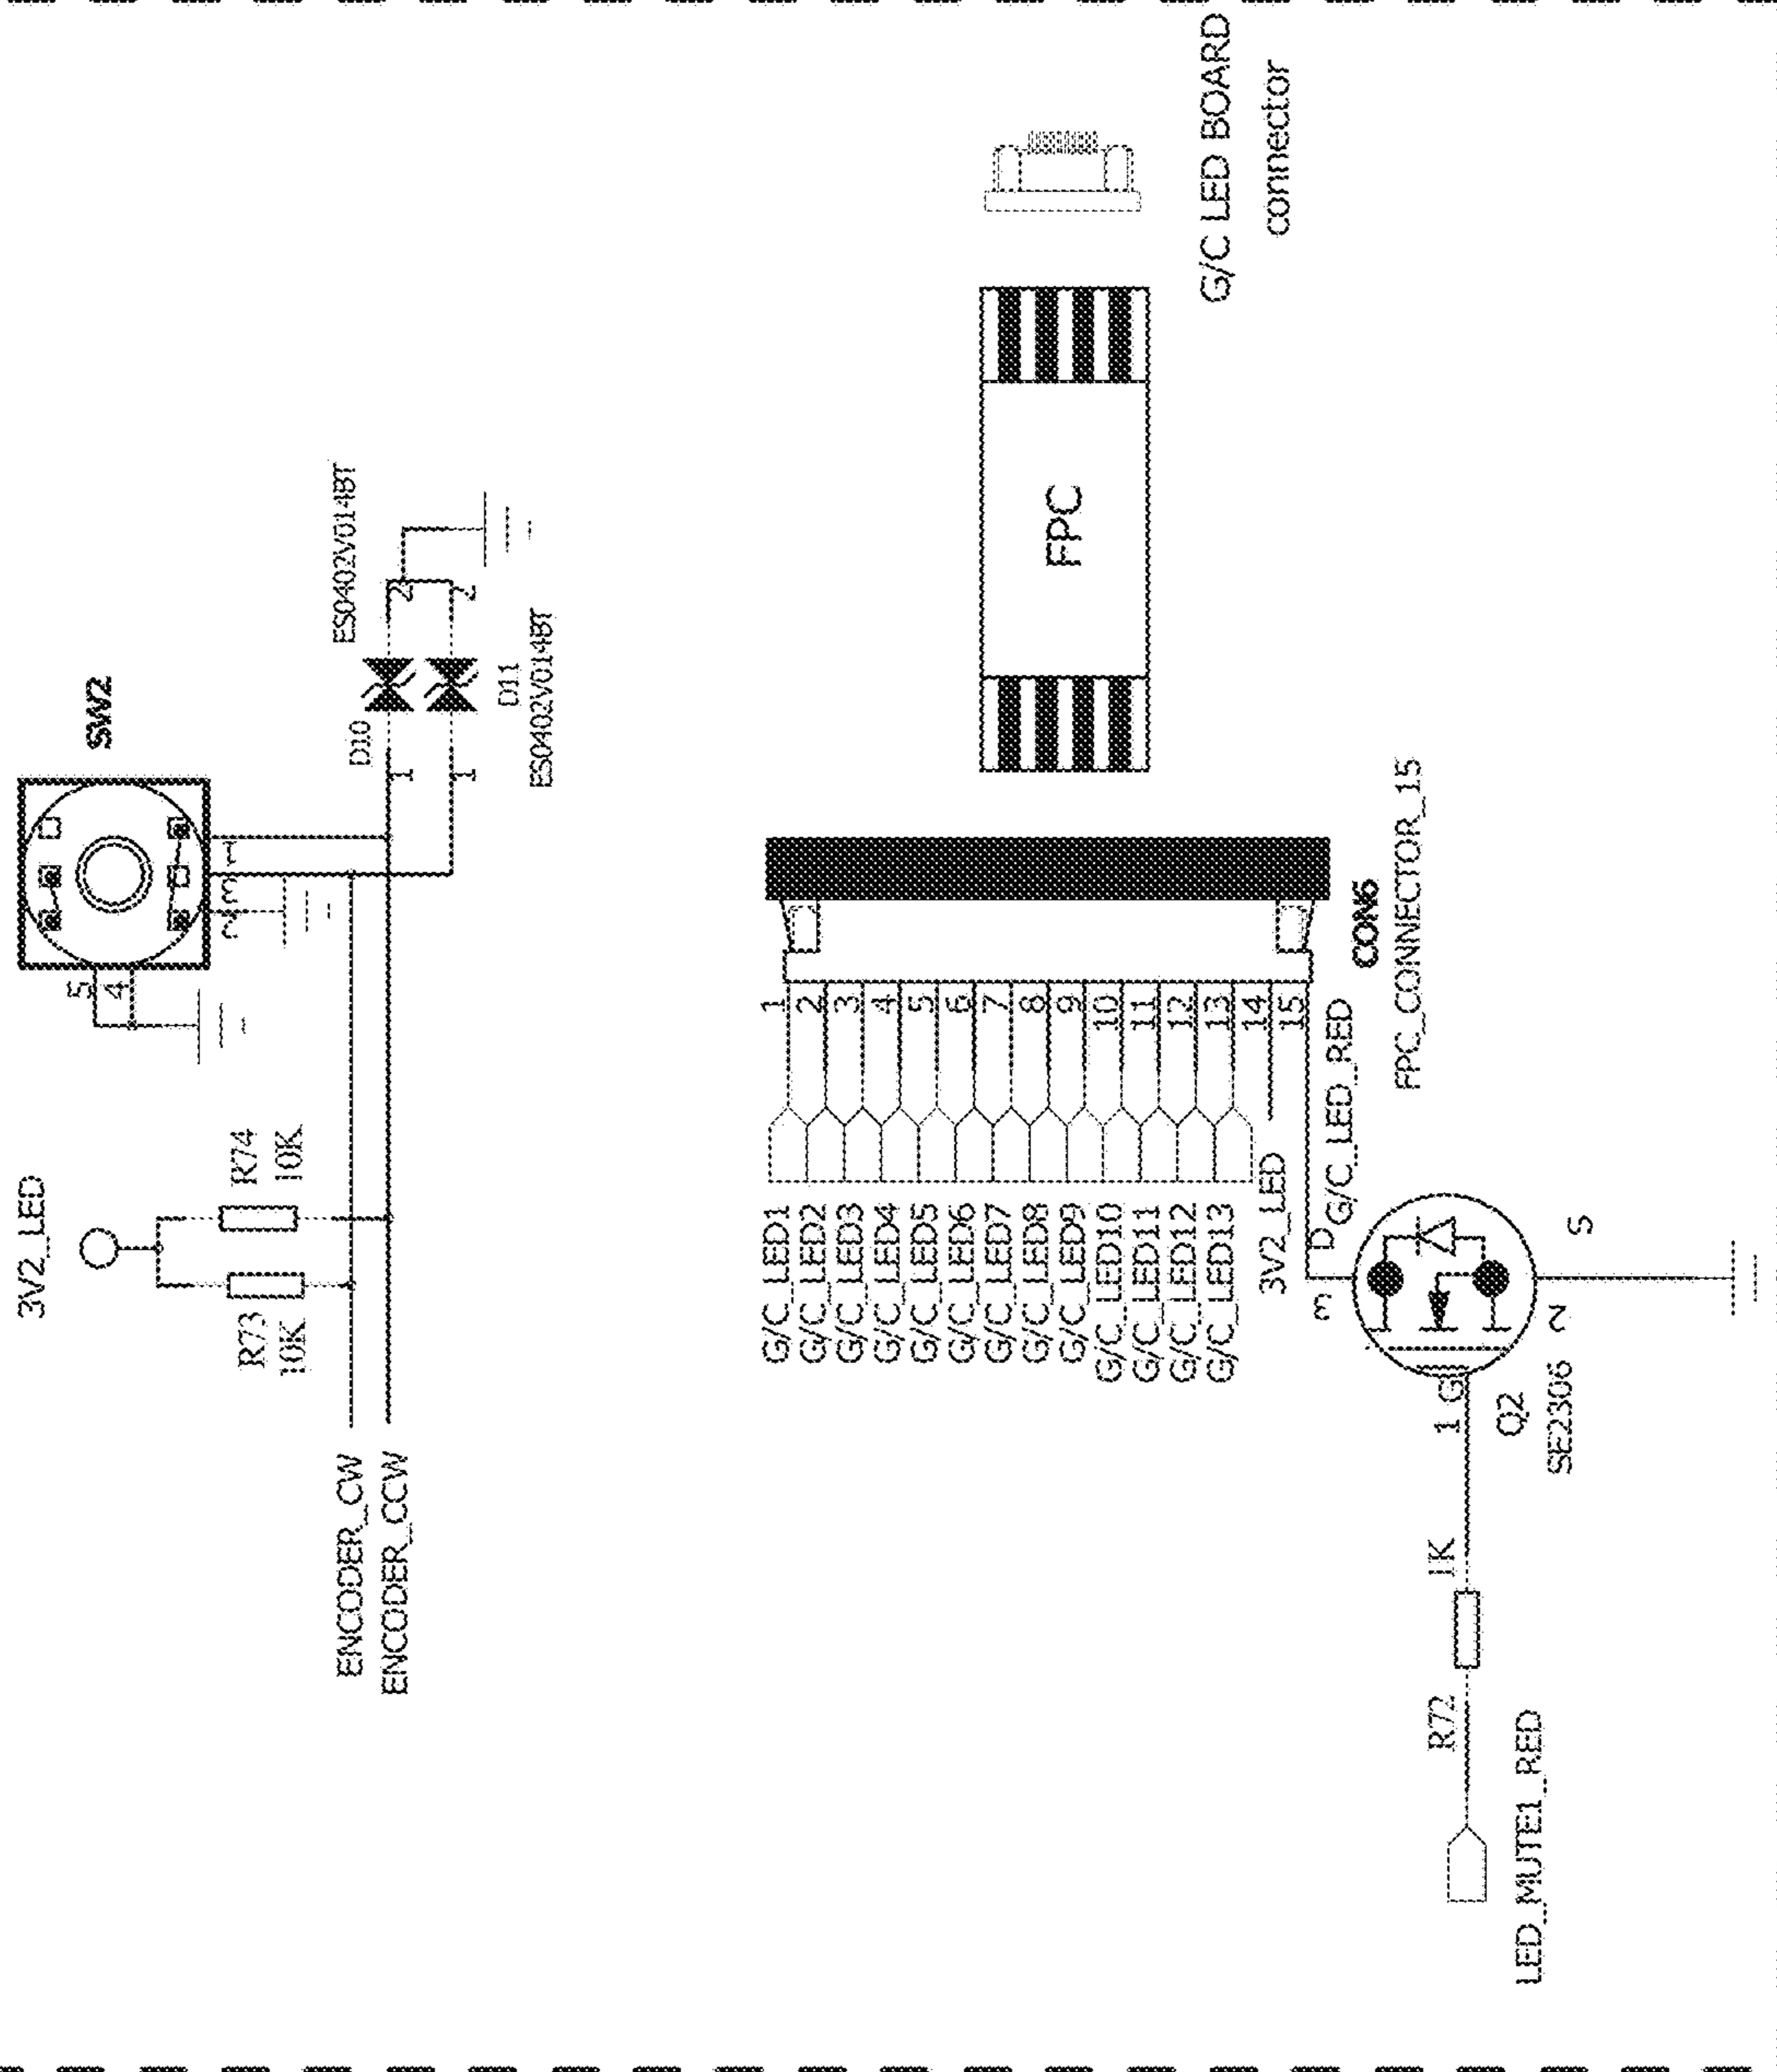 SW2
5
4
2
3
1
3V2_LED
R74
10K
R73
10K
ENCODER_CW
ENCODER_CCW
D10
ES0402V014BT
1
2
1
2
D11
ES0402V014BT
1
2
3
4
5
6
7
8
9
10
11
12
13
14
15
G/C_LED1
G/C_LED2
G/C_LED3
G/C_LED4
G/C_LED5
G/C_LED6
G/C_LED7
G/C_LED8
G/C_LED9
G/C_LED10
G/C_LED11
G/C_LED12
G/C_LED13
3V2_LED
G/C_LED_RED
CON6
FPC_CONNECTOR_15
FPC
G/C LED BOARD
connector
LED_MUTE1_RED
R72
1K
1 G
3 D
2 S
Q2
SE2306